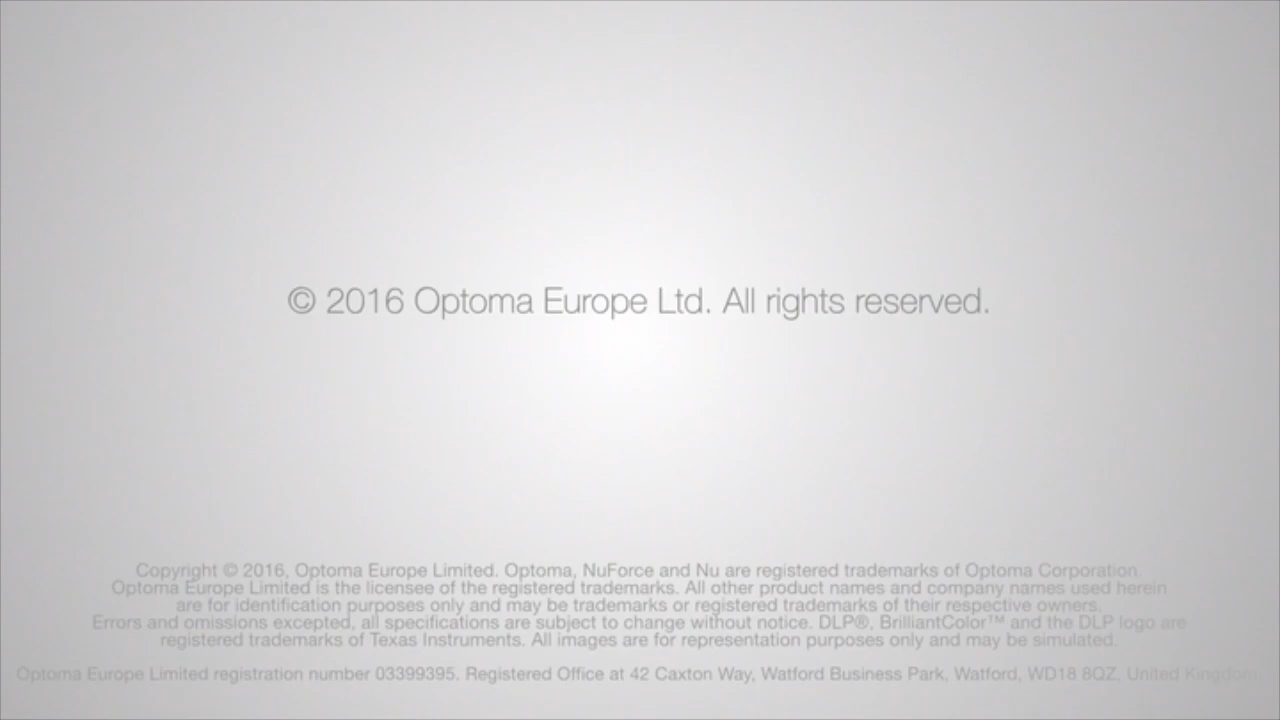 © 2016 Optoma Europe Ltd. All rights reserved.
Copyright © 2016, Optoma Europe Limited. Optoma, NuForce and Nu are registered trademarks of Optoma Corporation.
Optoma Europe Limited is the licensee of the registered trademarks. All other product names and company names used herein
are for identification purposes only and may be trademarks or registered trademarks of their respective owners.
Errors and omissions excepted, all specifications are subject to change without notice. DLP®, BrilliantColor™ and the DLP logo are
registered trademarks of Texas Instruments. All images are for representation purposes only and may be simulated.
Optoma Europe Limited registration number 03399395. Registered Office at 42 Caxton Way, Watford Business Park, Watford, WD18 8QZ, United Kingdom.